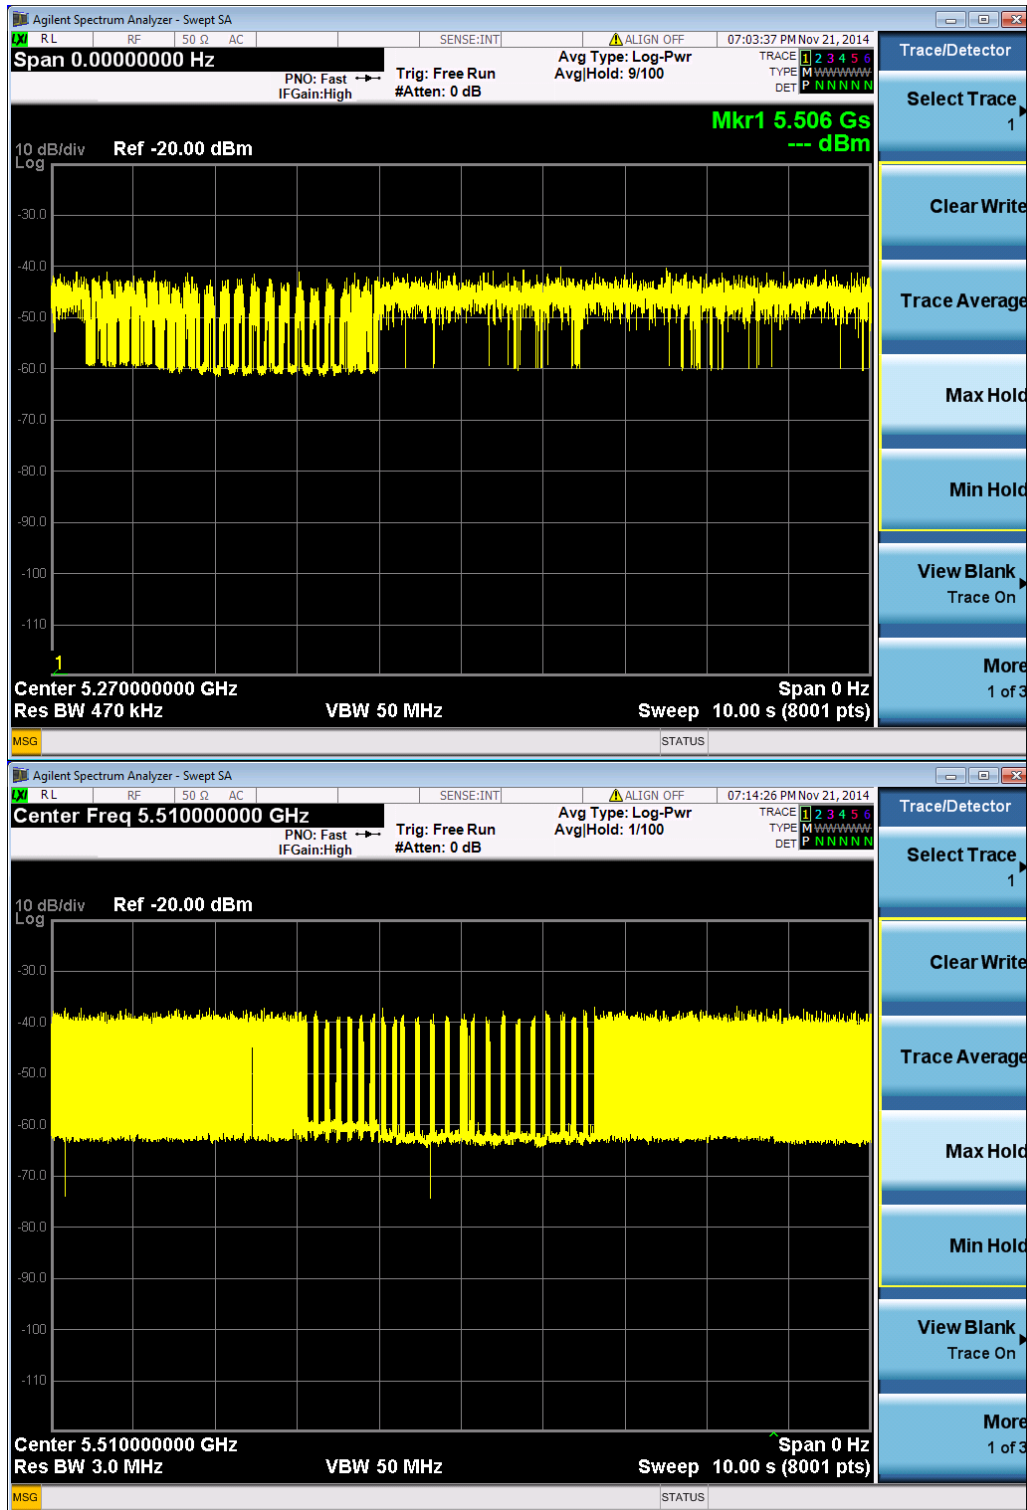 Agilent Spectrum Analyzer - Swept SA
LXI RL RF 50 Ω AC SENSE:INT ALIGN OFF 07:03:37 PM Nov 21, 2014
Span 0.00000000 Hz
PNO: Fast
IFGain:High
Trig: Free Run
#Atten: 0 dB
Avg Type: Log-Pwr
Avg|Hold: 9/100
TRACE 1 2 3 4 5 6
TYPE M WWWWW
DET P N N N N N
Mkr1 5.506 Gs
--- dBm
10 dB/div Ref -20.00 dBm
Log
-30.0
-40.0
-50.0
-60.0
-70.0
-80.0
-90.0
-100
-110
1
Center 5.270000000 GHz Span 0 Hz
Res BW 470 kHz VBW 50 MHz Sweep 10.00 s (8001 pts)
MSG STATUS
Trace/Detector
Select Trace
1
Clear Write
Trace Average
Max Hold
Min Hold
View Blank
Trace On
More
1 of 3
Agilent Spectrum Analyzer - Swept SA
LXI RL RF 50 Ω AC SENSE:INT ALIGN OFF 07:14:26 PM Nov 21, 2014
Center Freq 5.510000000 GHz
PNO: Fast
IFGain:High
Trig: Free Run
#Atten: 0 dB
Avg Type: Log-Pwr
Avg|Hold: 1/100
TRACE 1 2 3 4 5 6
TYPE M WWWWW
DET P N N N N N
10 dB/div Ref -20.00 dBm
Log
-30.0
-40.0
-50.0
-60.0
-70.0
-80.0
-90.0
-100
-110
Center 5.510000000 GHz Span 0 Hz
Res BW 3.0 MHz VBW 50 MHz Sweep 10.00 s (8001 pts)
MSG STATUS
Trace/Detector
Select Trace
1
Clear Write
Trace Average
Max Hold
Min Hold
View Blank
Trace On
More
1 of 3